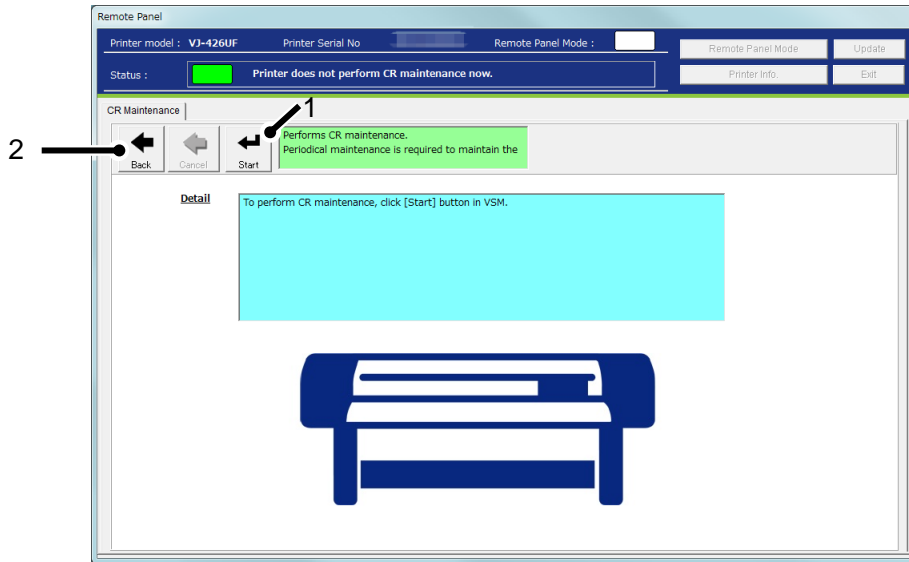 Remote Panel
Printer model : VJ-426UF Printer Serial No Remote Panel Mode :
Remote Panel Mode Update
Status : Printer does not perform CR maintenance now.
Printer Info. Exit
CR Maintenance
1
2
Back Cancel Start
Performs CR maintenance.
Periodical maintenance is required to maintain the
Detail
To perform CR maintenance, click [Start] button in VSM.